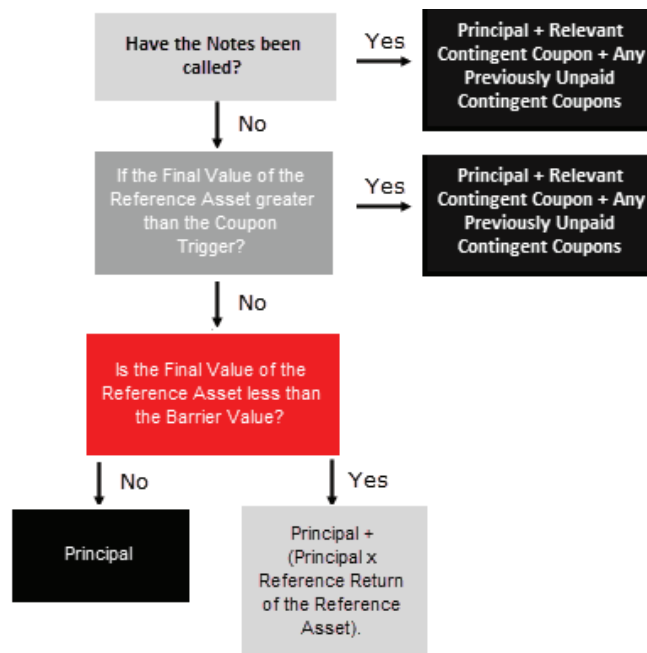 Have the Notes been
called?
Yes
Principal + Relevant
Contingent Coupon + Any
Previously Unpaid
Contingent Coupons
No
If the Final Value of the
Reference Asset greater
than the Coupon
Trigger?
Yes
Principal + Relevant
Contingent Coupon + Any
Previously Unpaid
Contingent Coupons
No
Is the Final Value of the
Reference Asset less than
the Barrier Value?
No
Yes
Principal
Principal +
(Principal x
Reference Return
of the Reference
Asset).